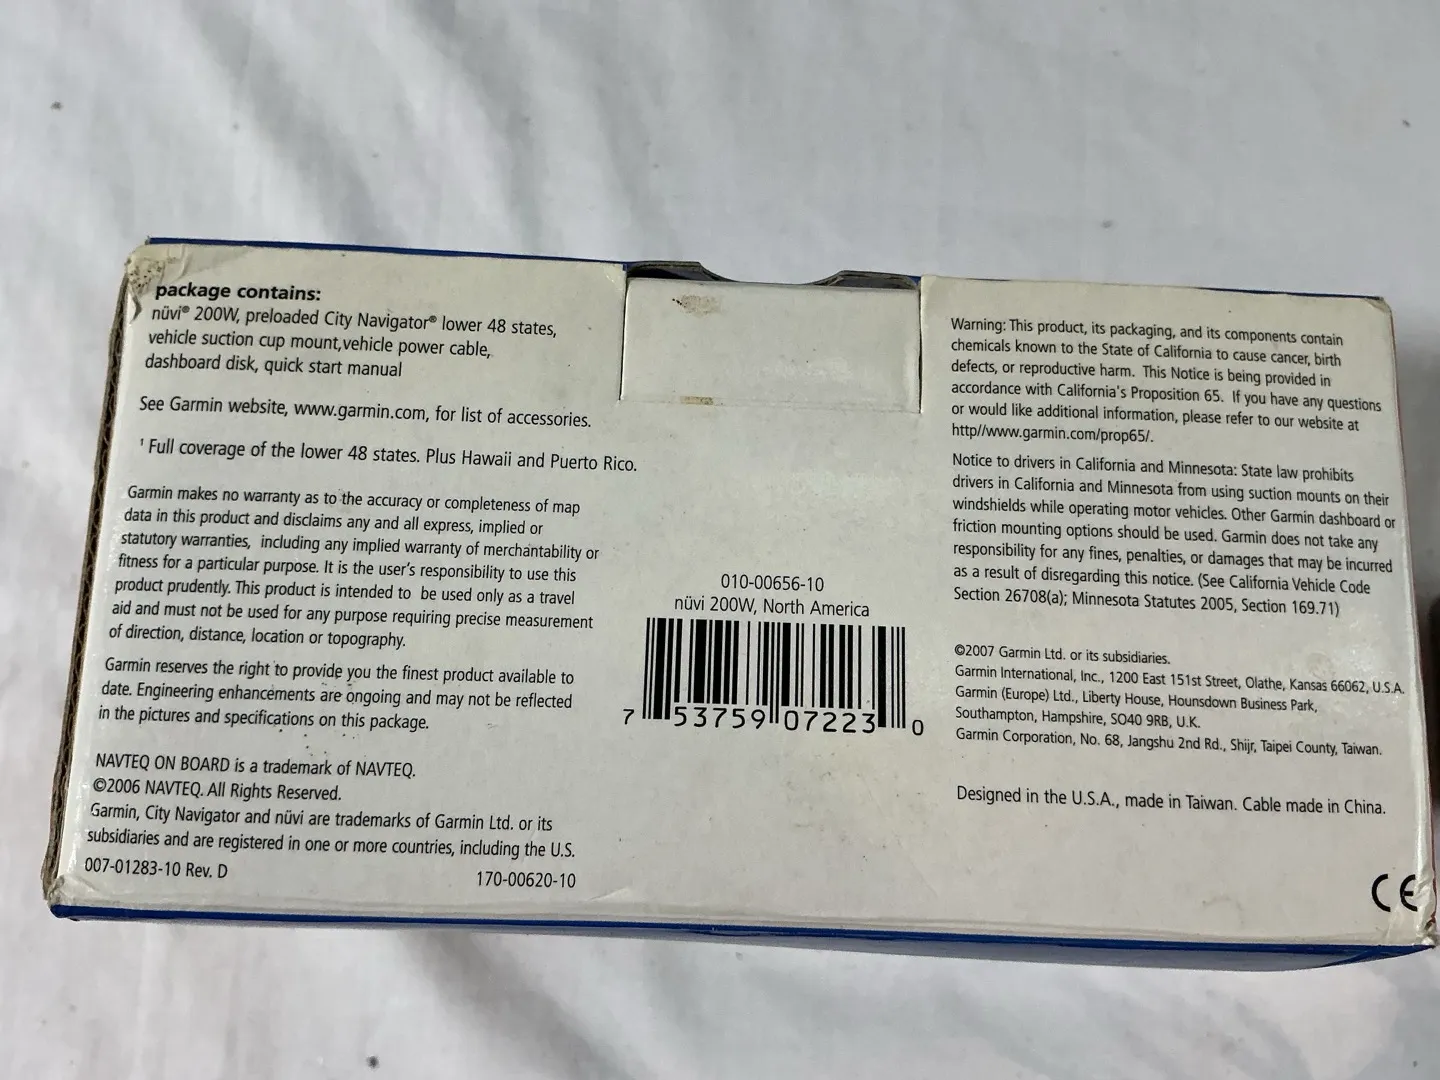 package contains:
nüvi® 200W, preloaded City Navigator® lower 48 states,
vehicle suction cup mount,vehicle power cable,
dashboard disk, quick start manual
See Garmin website, www.garmin.com, for list of accessories.
¹ Full coverage of the lower 48 states. Plus Hawaii and Puerto Rico.
Garmin makes no warranty as to the accuracy or completeness of map
data in this product and disclaims any and all express, implied or
statutory warranties, including any implied warranty of merchantability or
fitness for a particular purpose. It is the user's responsibility to use this
product prudently. This product is intended to be used only as a travel
aid and must not be used for any purpose requiring precise measurement
of direction, distance, location or topography.
Garmin reserves the right to provide you the finest product available to
date. Engineering enhancements are ongoing and may not be reflected
in the pictures and specifications on this package.
NAVTEQ ON BOARD is a trademark of NAVTEQ.
©2006 NAVTEQ. All Rights Reserved.
Garmin, City Navigator and nüvi are trademarks of Garmin Ltd. or its
subsidiaries and are registered in one or more countries, including the U.S.
007-01283-10 Rev. D
170-00620-10
010-00656-10
nüvi 200W, North America
7 53759 07223 0
Warning: This product, its packaging, and its components contain
chemicals known to the State of California to cause cancer, birth
defects, or reproductive harm. This Notice is being provided in
accordance with California's Proposition 65. If you have any questions
or would like additional information, please refer to our website at
http//www.garmin.com/prop65/.
Notice to drivers in California and Minnesota: State law prohibits
drivers in California and Minnesota from using suction mounts on their
windshields while operating motor vehicles. Other Garmin dashboard or
friction mounting options should be used. Garmin does not take any
responsibility for any fines, penalties, or damages that may be incurred
as a result of disregarding this notice. (See California Vehicle Code
Section 26708(a); Minnesota Statutes 2005, Section 169.71)
©2007 Garmin Ltd. or its subsidiaries.
Garmin International, Inc., 1200 East 151st Street, Olathe, Kansas 66062, U.S.A.
Garmin (Europe) Ltd., Liberty House, Hounsdown Business Park,
Southampton, Hampshire, SO40 9RB, U.K.
Garmin Corporation, No. 68, Jangshu 2nd Rd., Shijr, Taipei County, Taiwan.
Designed in the U.S.A., made in Taiwan. Cable made in China.
CE